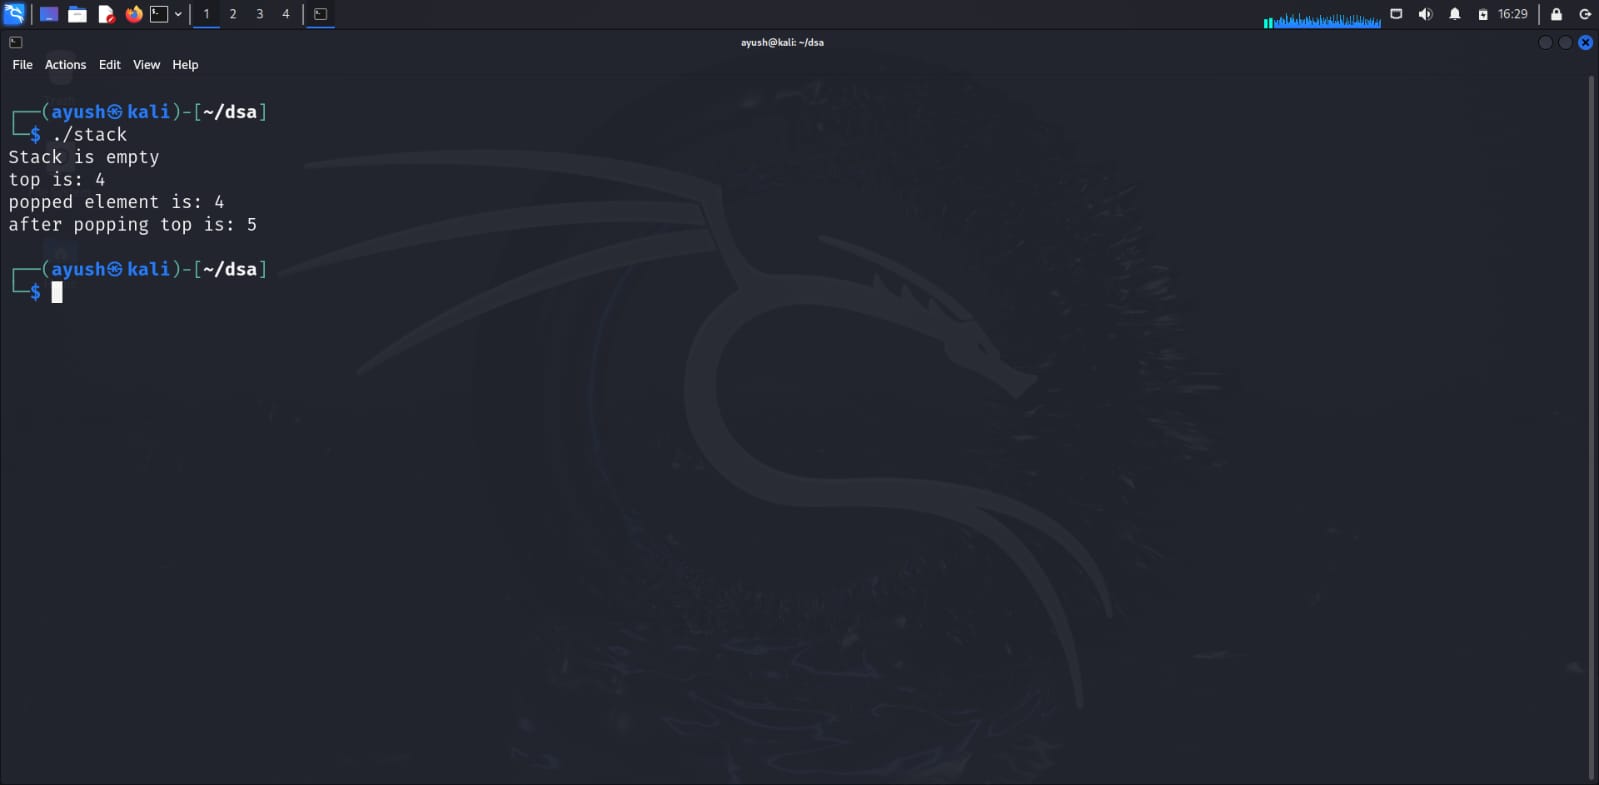 1 2 3 4 16:29
ayush@kali: ~/dsa
File Actions Edit View Help
┌──(ayush㉿kali)-[~/dsa]
└─$ ./stack
Stack is empty
top is: 4
popped element is: 4
after popping top is: 5
┌──(ayush㉿kali)-[~/dsa]
└─$